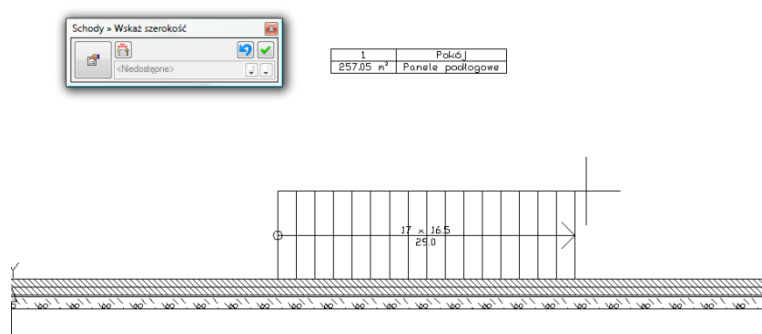 Schody » Wskaż szerokość
<Niedostępne>
1 Pokój
257.05 m² Panele podłogowe
17 x 16.5
29.0
Y